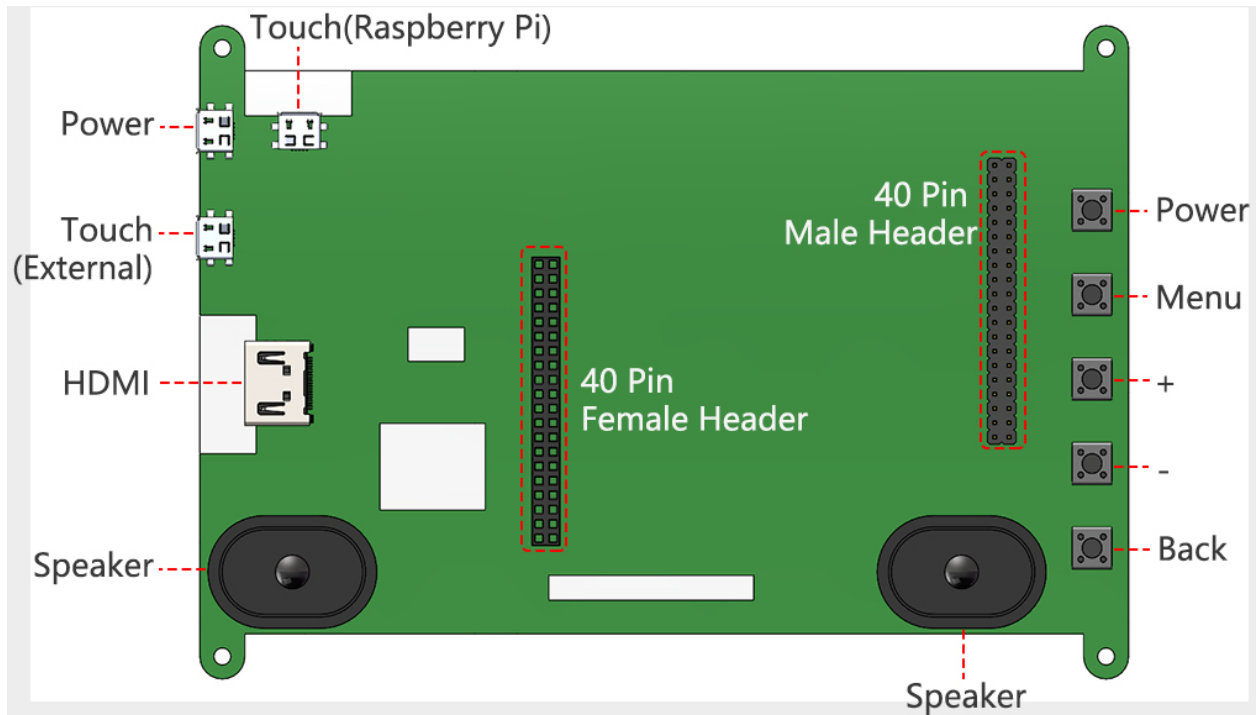 Touch(Raspberry Pi)
Power
Touch
(External)
HDMI
Speaker
40 Pin
Female Header
40 Pin
Male Header
Power
Menu
+
-
Back
Speaker